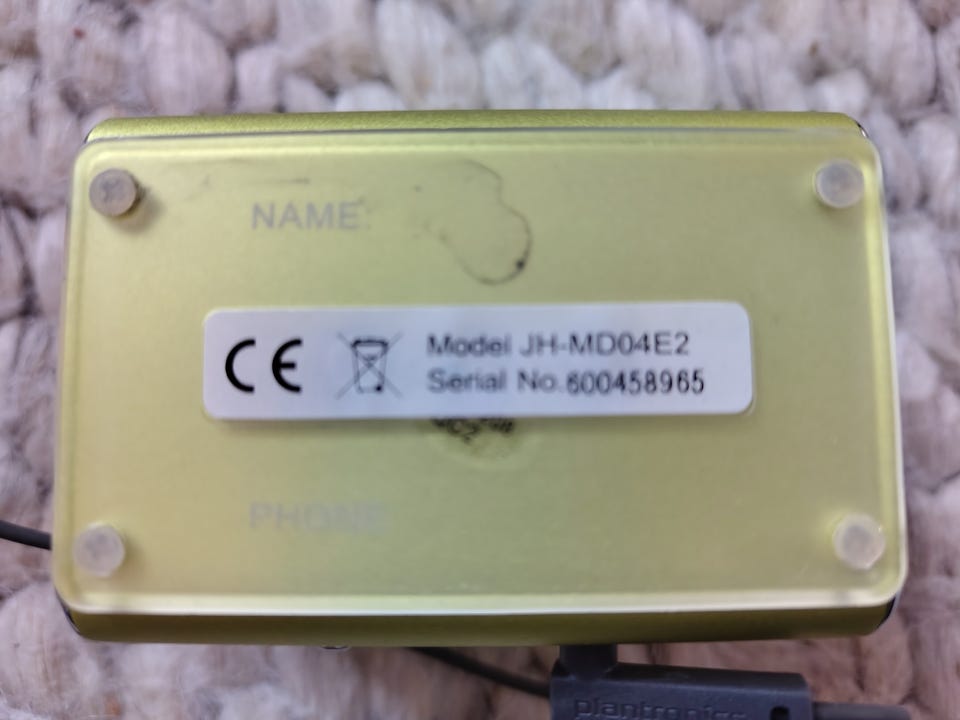 NAME:
CE
Model JH-MD04E2
Serial No. 600458965
PHONE
plantronics